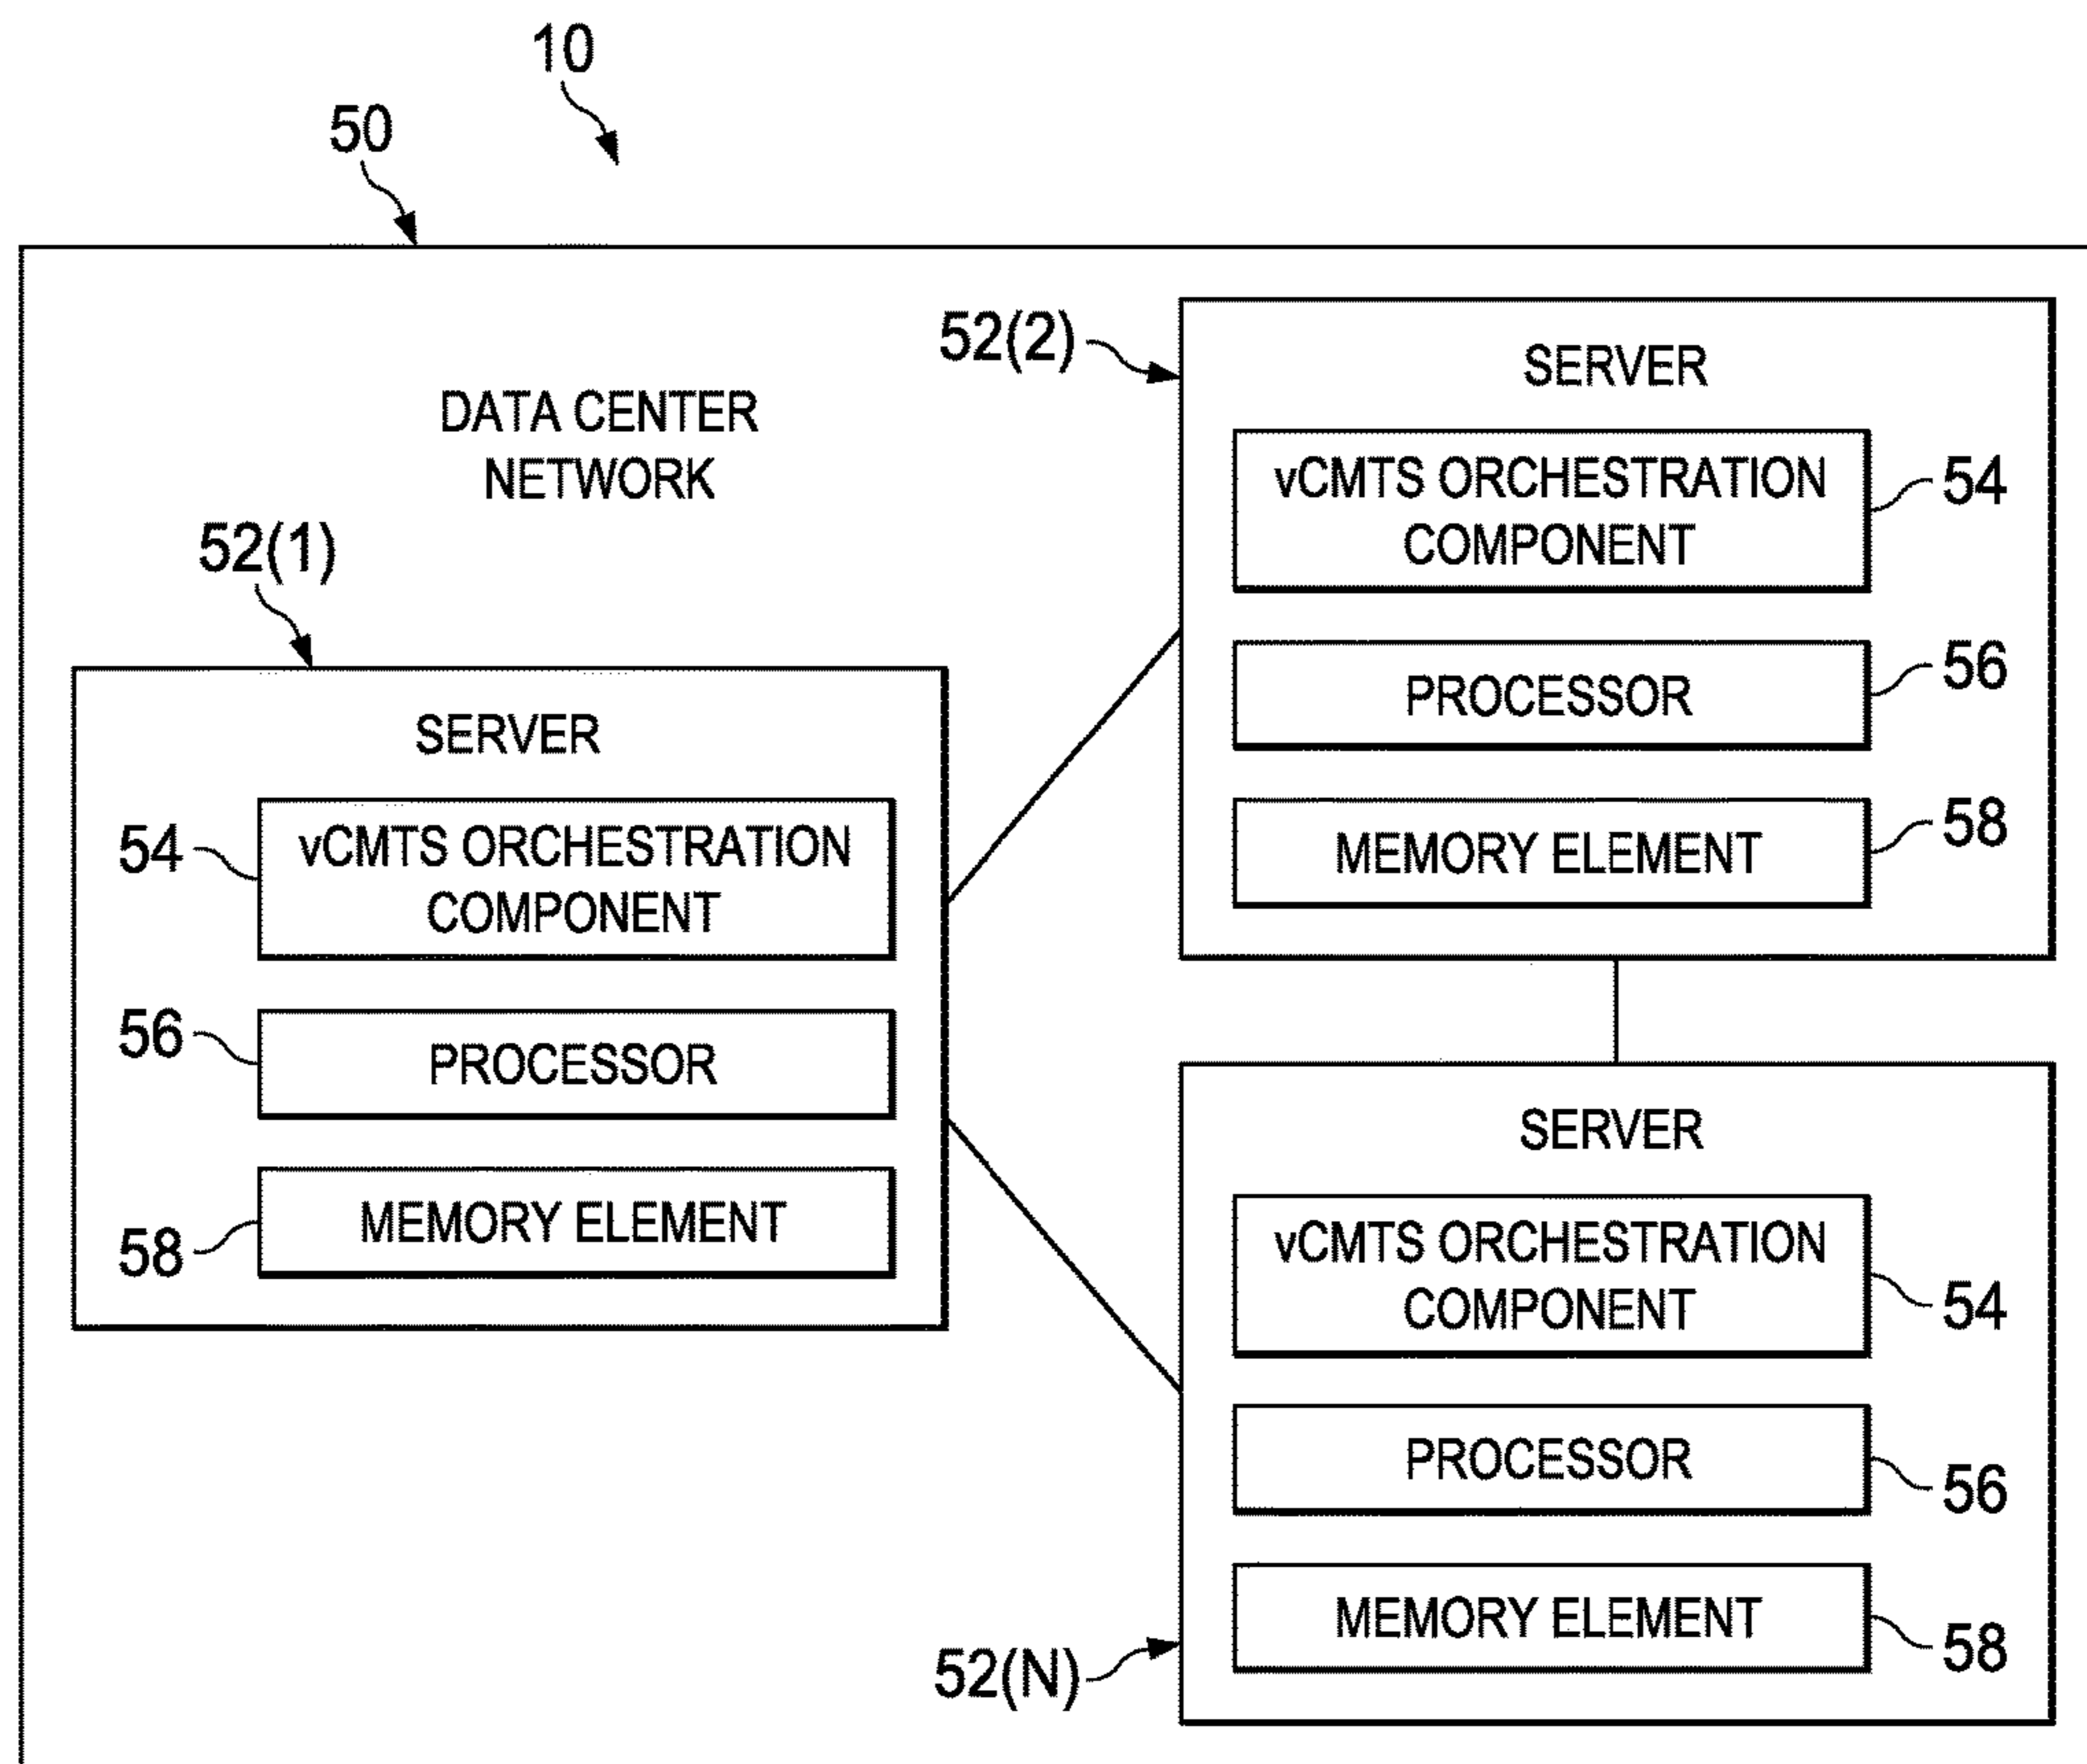 10
50
DATA CENTER
NETWORK
52(1)
SERVER
54
vCMTS ORCHESTRATION
COMPONENT
56
PROCESSOR
58
MEMORY ELEMENT
52(2)
SERVER
vCMTS ORCHESTRATION
COMPONENT
54
PROCESSOR
56
MEMORY ELEMENT
58
SERVER
vCMTS ORCHESTRATION
COMPONENT
54
PROCESSOR
56
MEMORY ELEMENT
58
52(N)